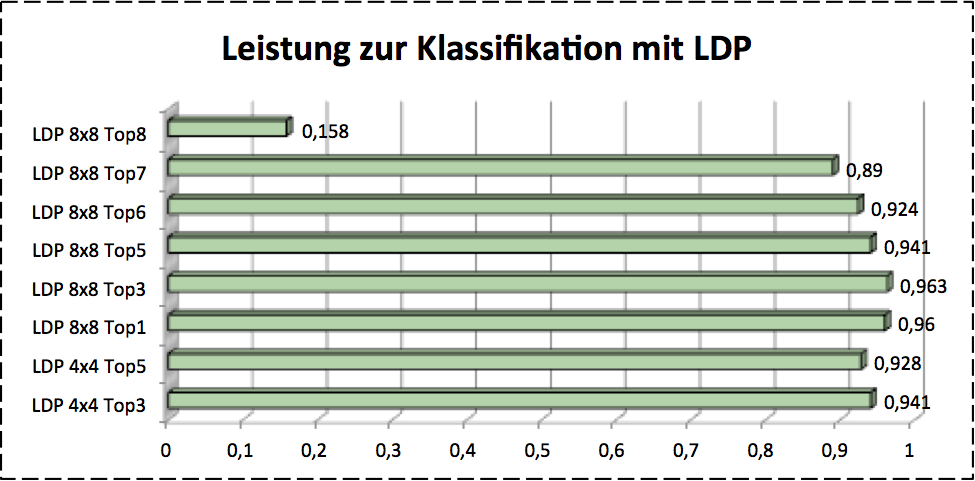 Leistung zur Klassifikation mit LDP
LDP 8x8 Top8
0,158
LDP 8x8 Top7
0,89
LDP 8x8 Top6
0,924
LDP 8x8 Top5
0,941
LDP 8x8 Top3
0,963
LDP 8x8 Top1
0,96
LDP 4x4 Top5
0,928
LDP 4x4 Top3
0,941
0 0,1 0,2 0,3 0,4 0,5 0,6 0,7 0,8 0,9 1